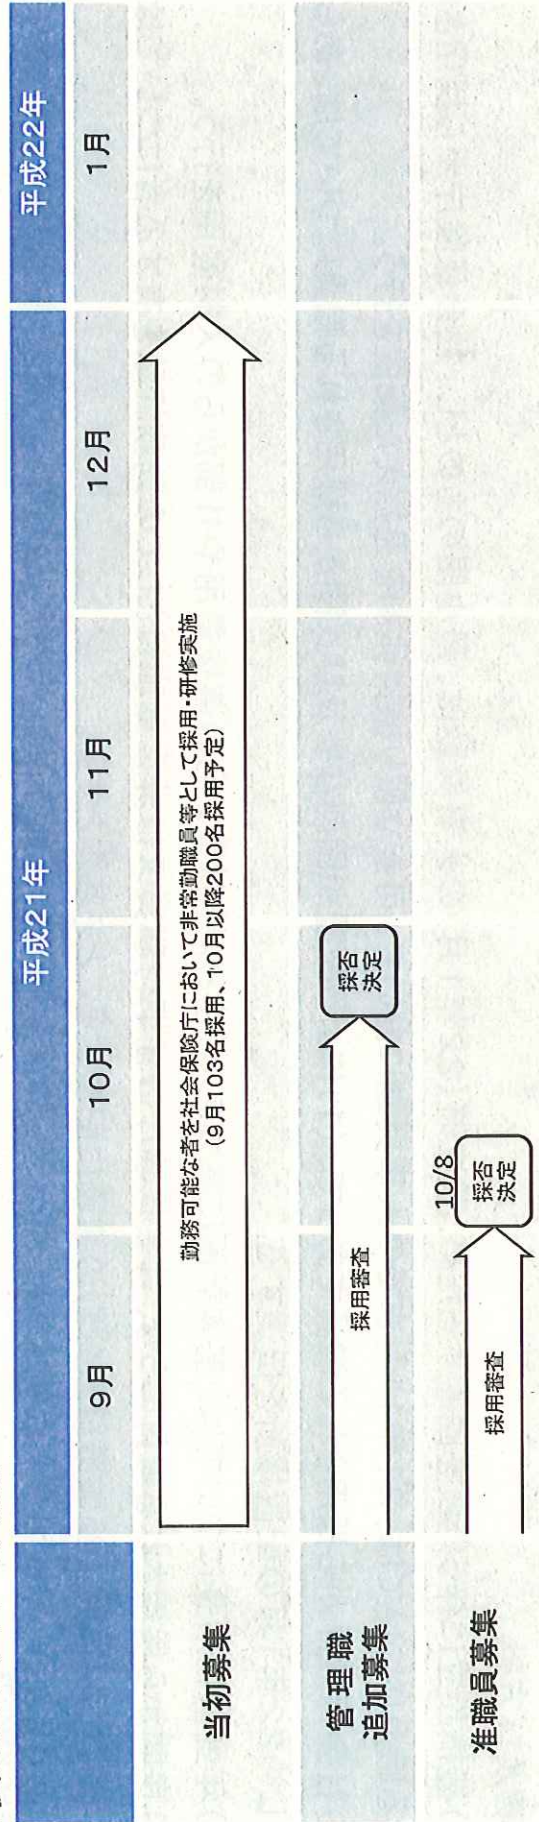 平成21年
平成22年
9月
10月
11月
12月
1月
当初募集
勤務可能な者を社会保険庁において非常勤職員等として採用・研修実施
(9月103名採用、10月以降200名採用予定)
管理職
追加募集
採用審査
採否
決定
准職員募集
採用審査
10/8
採否
決定